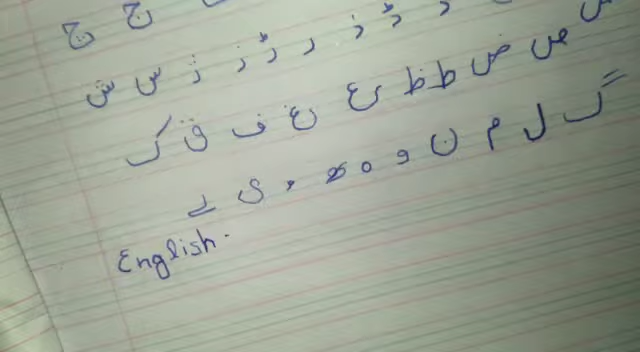 ج چ
د ڈ ذ ر ڑ ز ژ س ش
ص ض ط ظ ع غ ف ق ک
گ ل م ن و ہ ھ ء ی ے
English.